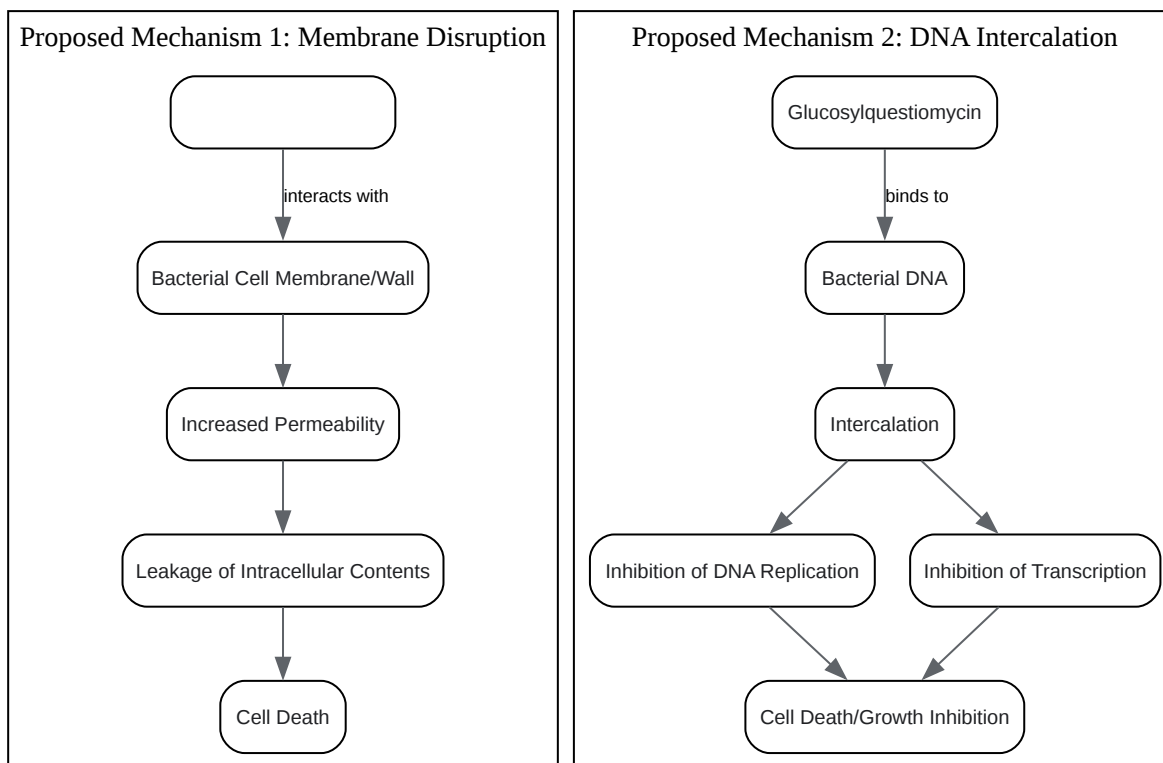 Proposed Mechanism 1: Membrane Disruption
interacts with
Bacterial Cell Membrane/Wall
Increased Permeability
Leakage of Intracellular Contents
Cell Death
Proposed Mechanism 2: DNA Intercalation
Glucosylquestiomycin
binds to
Bacterial DNA
Intercalation
Inhibition of DNA Replication
Inhibition of Transcription
Cell Death/Growth Inhibition